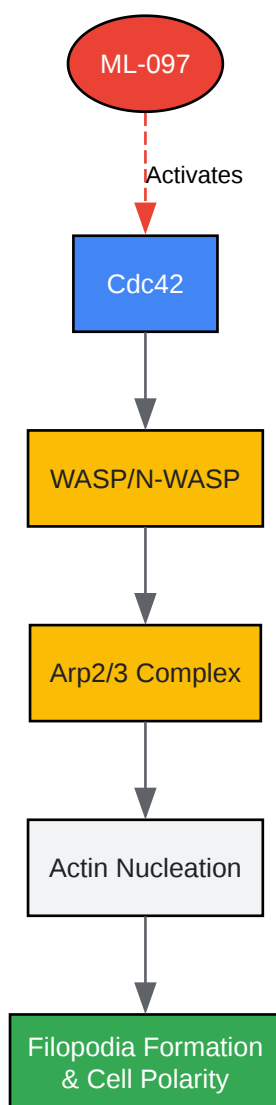 ML-097
Activates
Cdc42
WASP/N-WASP
Arp2/3 Complex
Actin Nucleation
Filopodia Formation
& Cell Polarity